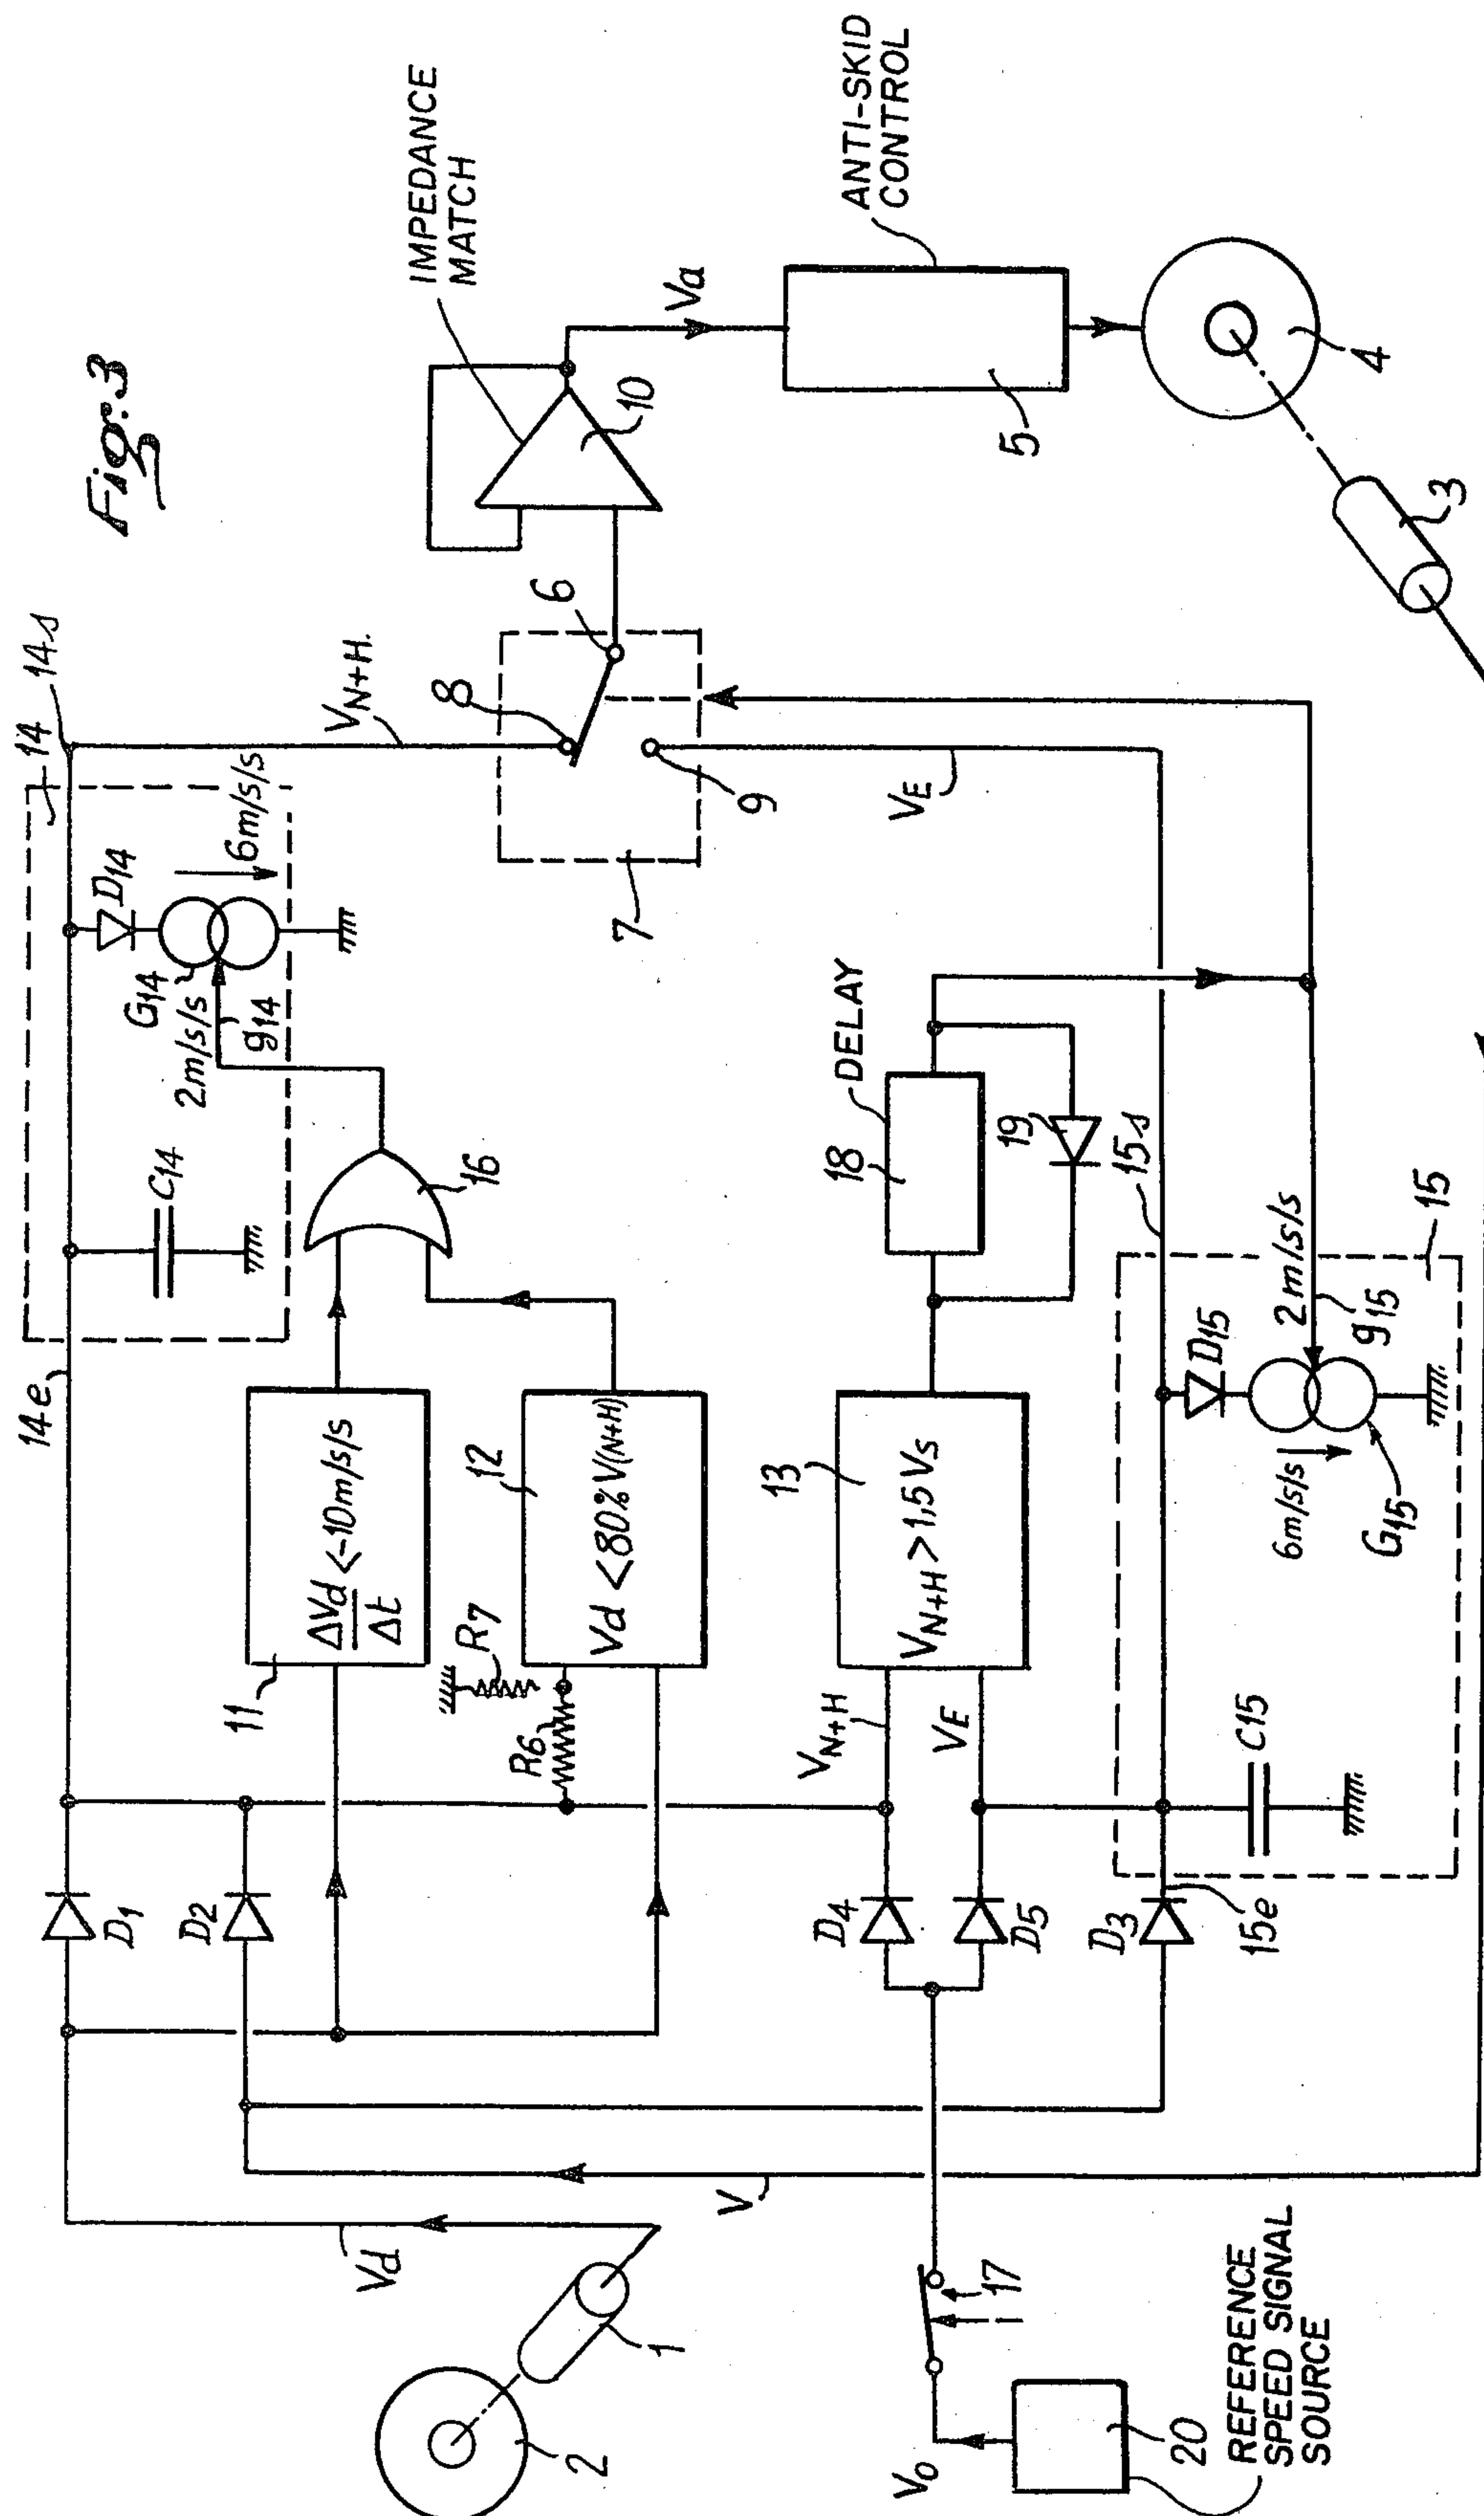 Fig:3
14
14s
14e
C14
D14
G14
2m/s/s
g14
6m/s/s
VN+H.
IMPEDANCE
MATCH
10
Va
ANTI-SKID
CONTROL
5
4
3
8
6
7
9
VE
16
11
ΔVd/Δt <-10m/s/s
R7
R6
12
Vd <80% V(N+H)
13
VN+H >1,5 Vs
VN+H
VE
DELAY
18
19
15s
15
D15
2 m/s/s
g15
6m/s/s
G15
C15
15e
D1
D2
D4
D5
D3
Vd
V
1
2
17
Vo
20
REFERENCE
SPEED SIGNAL
SOURCE